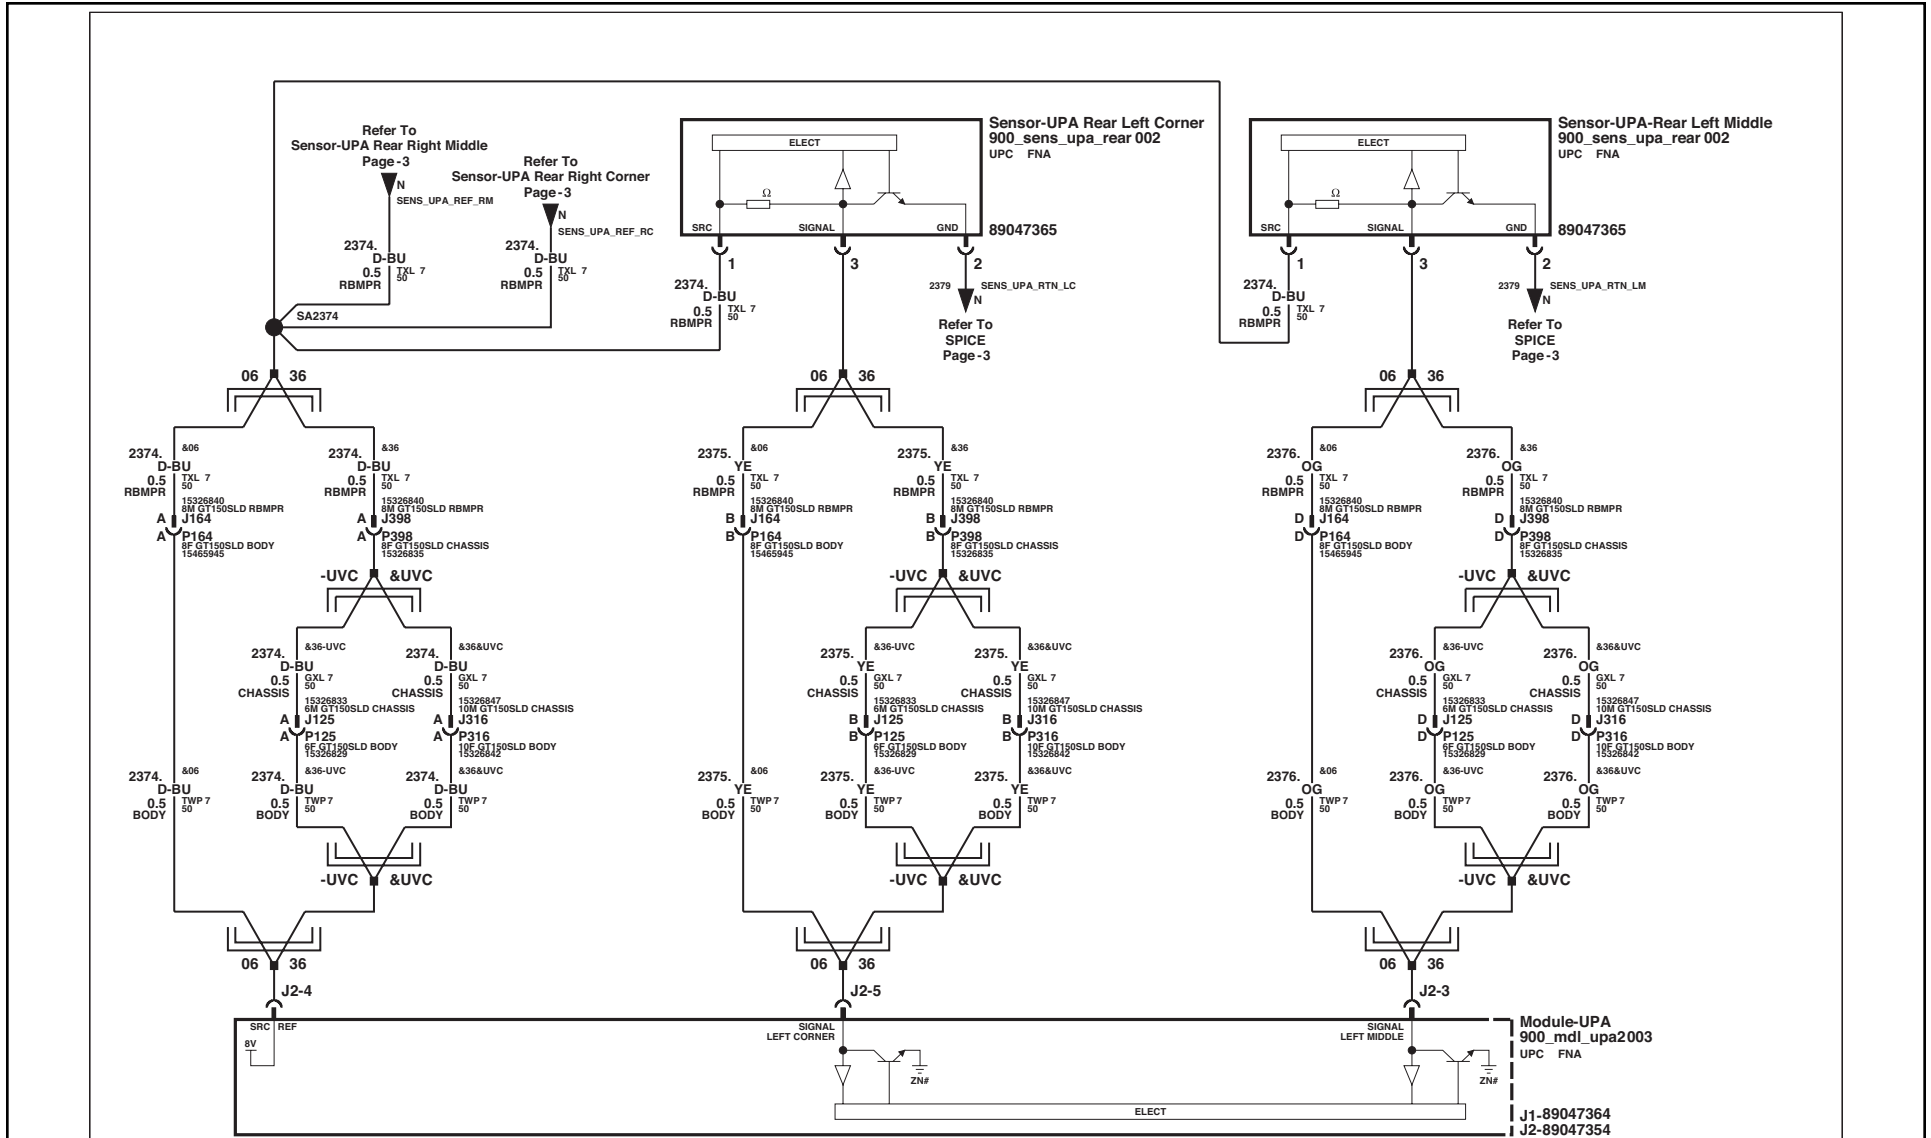 Refer To
Sensor-UPA Rear Right Middle
Page-3
N
SENS_UPA_REF_RM
Refer To
Sensor-UPA Rear Right Corner
Page-3
N
SENS_UPA_REF_RC
2374.
D-BU
0.5 TXL 7
RBMPR 50
2374.
D-BU
0.5 TXL 7
RBMPR 50
SA2374
ELECT
Ω
SRC SIGNAL GND
Sensor-UPA Rear Left Corner
900_sens_upa_rear 002
UPC FNA
89047365
1 3 2
2374.
D-BU
0.5 TXL 7
RBMPR 50
2379 SENS_UPA_RTN_LC
N
Refer To
SPICE
Page-3
ELECT
Ω
SRC SIGNAL GND
Sensor-UPA-Rear Left Middle
900_sens_upa_rear 002
UPC FNA
89047365
1 3 2
2374.
D-BU
0.5 TXL 7
RBMPR 50
2379 SENS_UPA_RTN_LM
N
Refer To
SPICE
Page-3
06 36
2374. &06
D-BU
0.5 TXL 7
RBMPR 50
15326840
8M GT150SLD RBMPR
A J164
A P164
8F GT150SLD BODY
15465945
2374. &36
D-BU
0.5 TXL 7
RBMPR 50
15326840
8M GT150SLD RBMPR
A J398
A P398
8F GT150SLD CHASSIS
15326835
-UVC &UVC
2374. &36-UVC
D-BU
0.5 GXL 7
CHASSIS 50
15326833
6M GT150SLD CHASSIS
A J125
A P125
6F GT150SLD BODY
15326829
2374. &36&UVC
D-BU
0.5 GXL 7
CHASSIS 50
15326847
10M GT150SLD CHASSIS
A J316
A P316
10F GT150SLD BODY
15326842
2374. &06
D-BU
0.5 TWP 7
BODY 50
2374. &36-UVC
D-BU
0.5 TWP 7
BODY 50
2374. &36&UVC
D-BU
0.5 TWP 7
BODY 50
-UVC &UVC
06 36
J2-4
06 36
2375. &06
YE
0.5 TXL 7
RBMPR 50
15326840
8M GT150SLD RBMPR
B J164
B P164
8F GT150SLD BODY
15465945
2375. &36
YE
0.5 TXL 7
RBMPR 50
15326840
8M GT150SLD RBMPR
B J398
B P398
8F GT150SLD CHASSIS
15326835
-UVC &UVC
2375. &36-UVC
YE
0.5 GXL 7
CHASSIS 50
15326833
6M GT150SLD CHASSIS
B J125
B P125
6F GT150SLD BODY
15326829
2375. &36&UVC
YE
0.5 GXL 7
CHASSIS 50
15326847
10M GT150SLD CHASSIS
B J316
B P316
10F GT150SLD BODY
15326842
2375. &06
YE
0.5 TWP 7
BODY 50
2375. &36-UVC
YE
0.5 TWP 7
BODY 50
2375. &36&UVC
YE
0.5 TWP 7
BODY 50
-UVC &UVC
06 36
J2-5
06 36
2376. &06
OG
0.5 TXL 7
RBMPR 50
15326840
8M GT150SLD RBMPR
D J164
D P164
8F GT150SLD BODY
15465945
2376. &36
OG
0.5 TXL 7
RBMPR 50
15326840
8M GT150SLD RBMPR
D J398
D P398
8F GT150SLD CHASSIS
15326835
-UVC &UVC
2376. &36-UVC
OG
0.5 GXL 7
CHASSIS 50
15326833
6M GT150SLD CHASSIS
D J125
D P125
6F GT150SLD BODY
15326829
2376. &36&UVC
OG
0.5 GXL 7
CHASSIS 50
15326847
10M GT150SLD CHASSIS
D J316
D P316
10F GT150SLD BODY
15326842
2376. &06
OG
0.5 TWP 7
BODY 50
2376. &36-UVC
OG
0.5 TWP 7
BODY 50
2376. &36&UVC
OG
0.5 TWP 7
BODY 50
-UVC &UVC
06 36
J2-3
SRC REF
8V
SIGNAL
LEFT CORNER
ZN#
SIGNAL
LEFT MIDDLE
ZN#
ELECT
Module-UPA
900_mdl_upa2003
UPC FNA
J1-89047364
J2-89047354